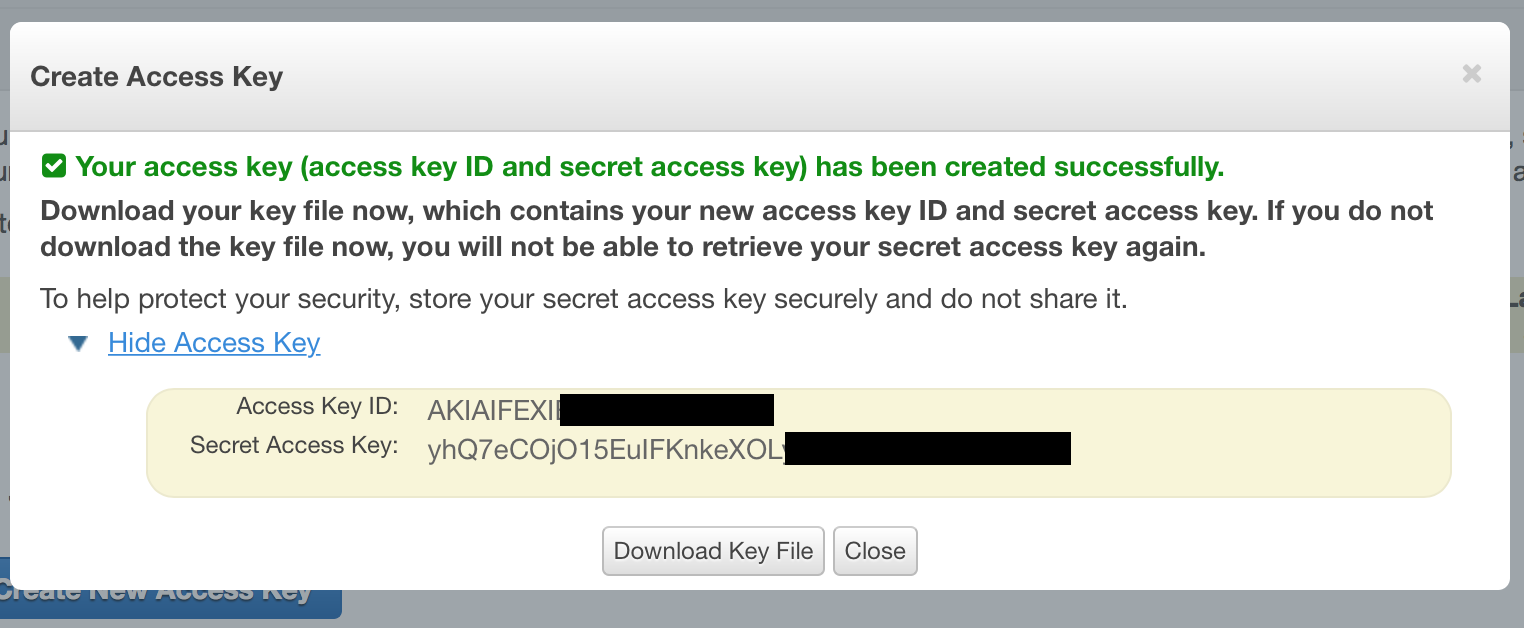 Create Access Key
Your access key (access key ID and secret access key) has been created successfully.
Download your key file now, which contains your new access key ID and secret access key. If you do not
download the key file now, you will not be able to retrieve your secret access key again.
To help protect your security, store your secret access key securely and do not share it.
Hide Access Key
Access Key ID: AKIAIFEXI
Secret Access Key: yhQ7eCOjO15EuIFKnkeXOL
Download Key File Close
Create New Access Key